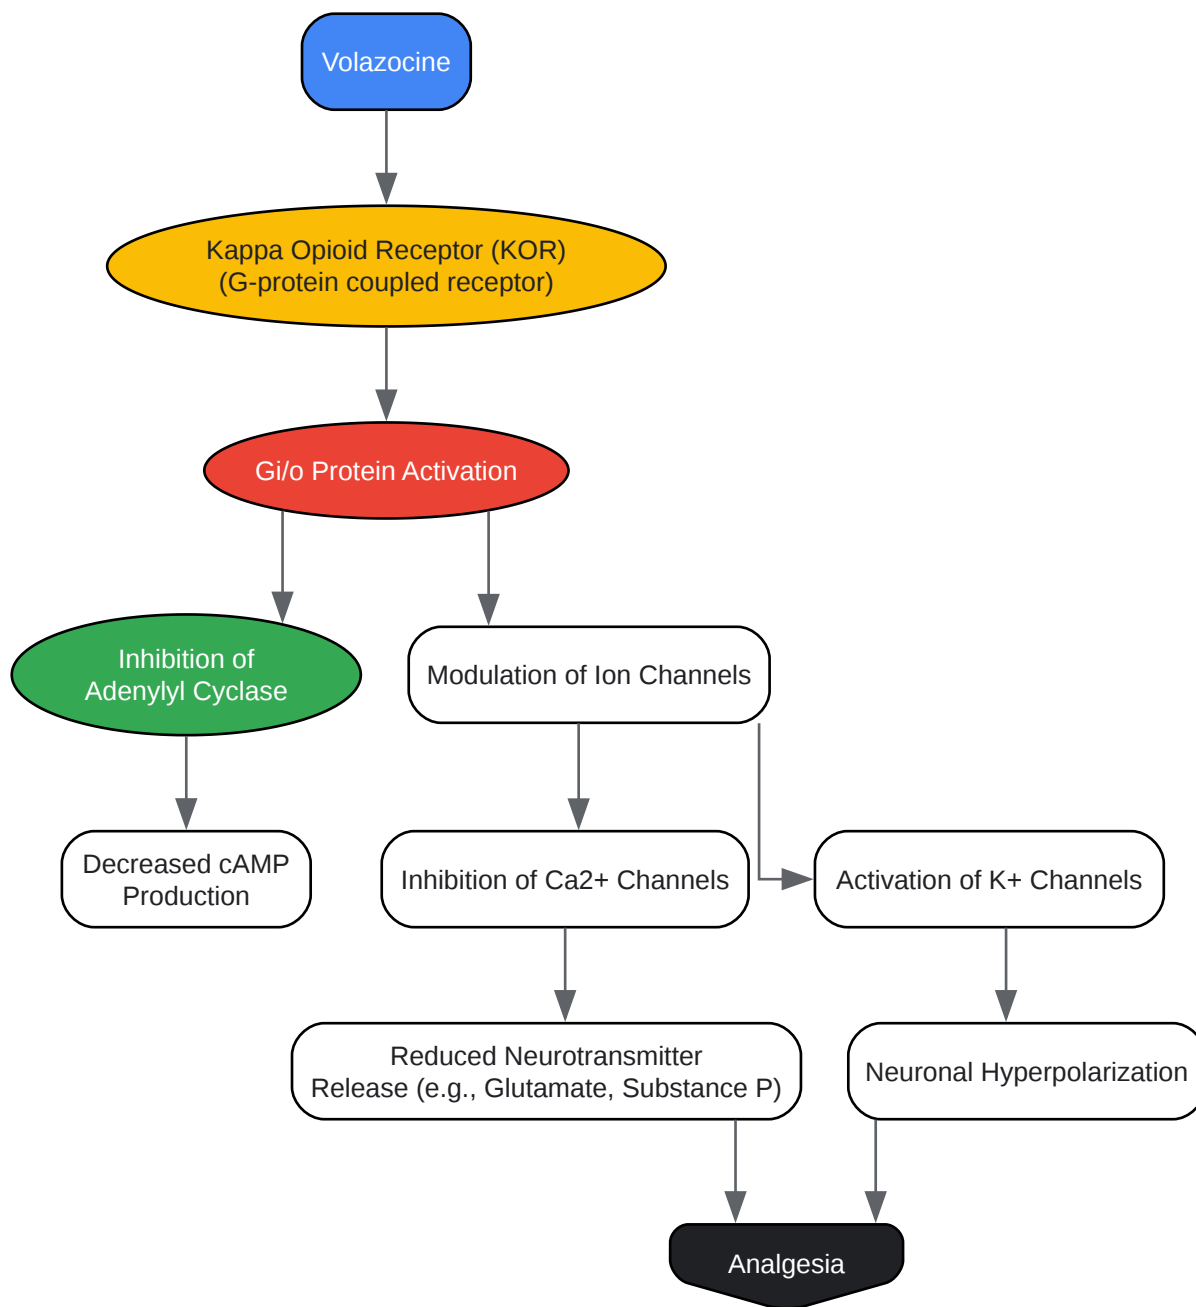 Volazocine
Kappa Opioid Receptor (KOR)
(G-protein coupled receptor)
Gi/o Protein Activation
Inhibition of
Adenylyl Cyclase
Modulation of Ion Channels
Decreased cAMP
Production
Inhibition of Ca2+ Channels
Activation of K+ Channels
Reduced Neurotransmitter
Release (e.g., Glutamate, Substance P)
Neuronal Hyperpolarization
Analgesia